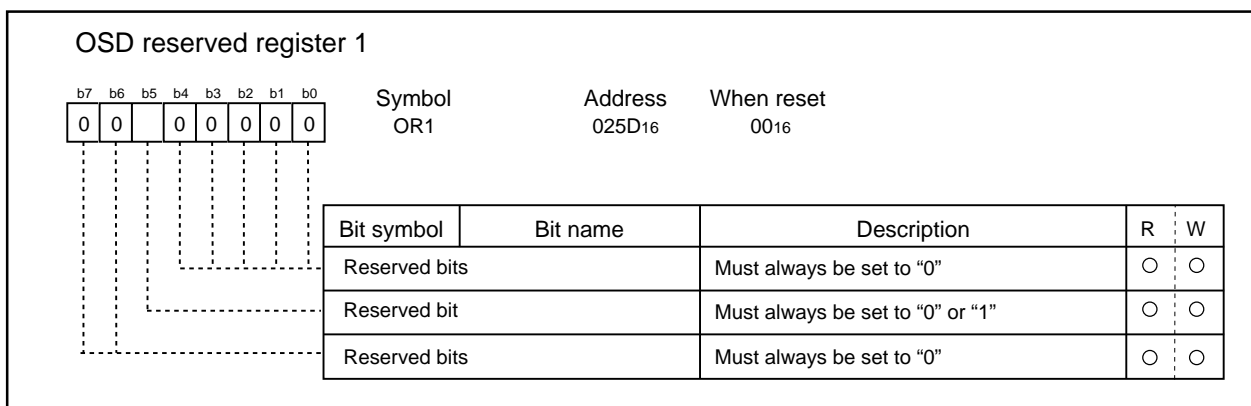 OSD reserved register 1
b7 b6 b5 b4 b3 b2 b1 b0
0 0 0 0 0 0 0
Symbol Address When reset
OR1 025D16 0016
Bit symbol Bit name Description R W
Reserved bits Must always be set to “0”
Reserved bit Must always be set to “0” or “1”
Reserved bits Must always be set to “0”